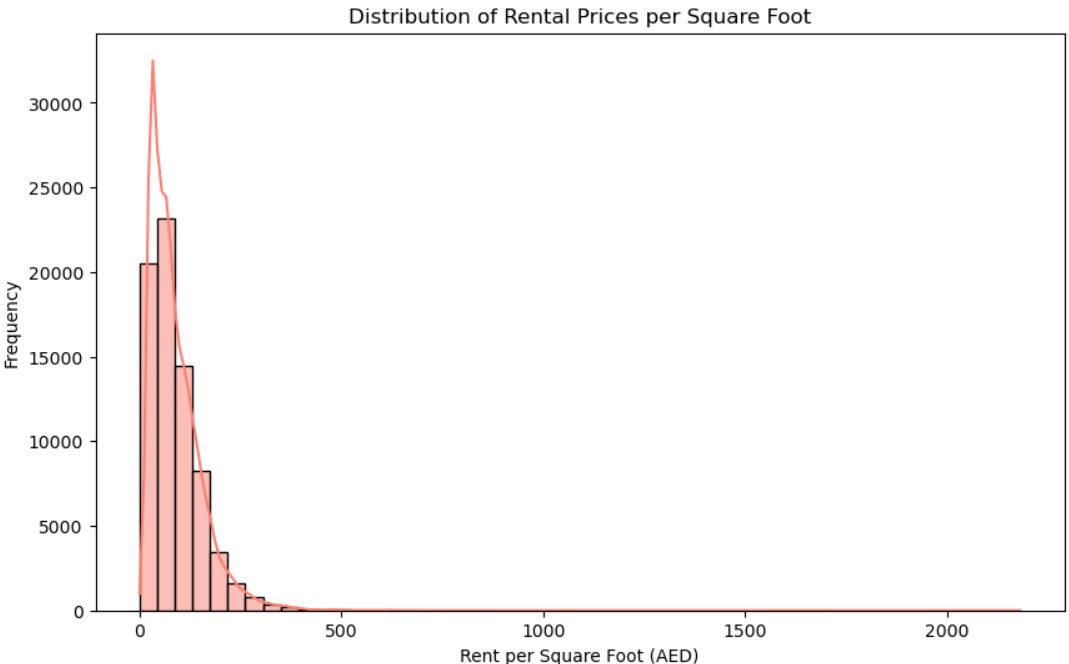 Distribution of Rental Prices per Square Foot
30000
25000
20000
15000
10000
5000
0
Frequency
0 500 1000 1500 2000
Rent per Square Foot (AED)